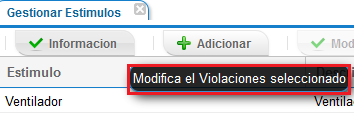 Gestionar Estimulos
Informacion Adicionar Mod
Estimulo
Modifica el Violaciones seleccionado
Ventilador Ventila